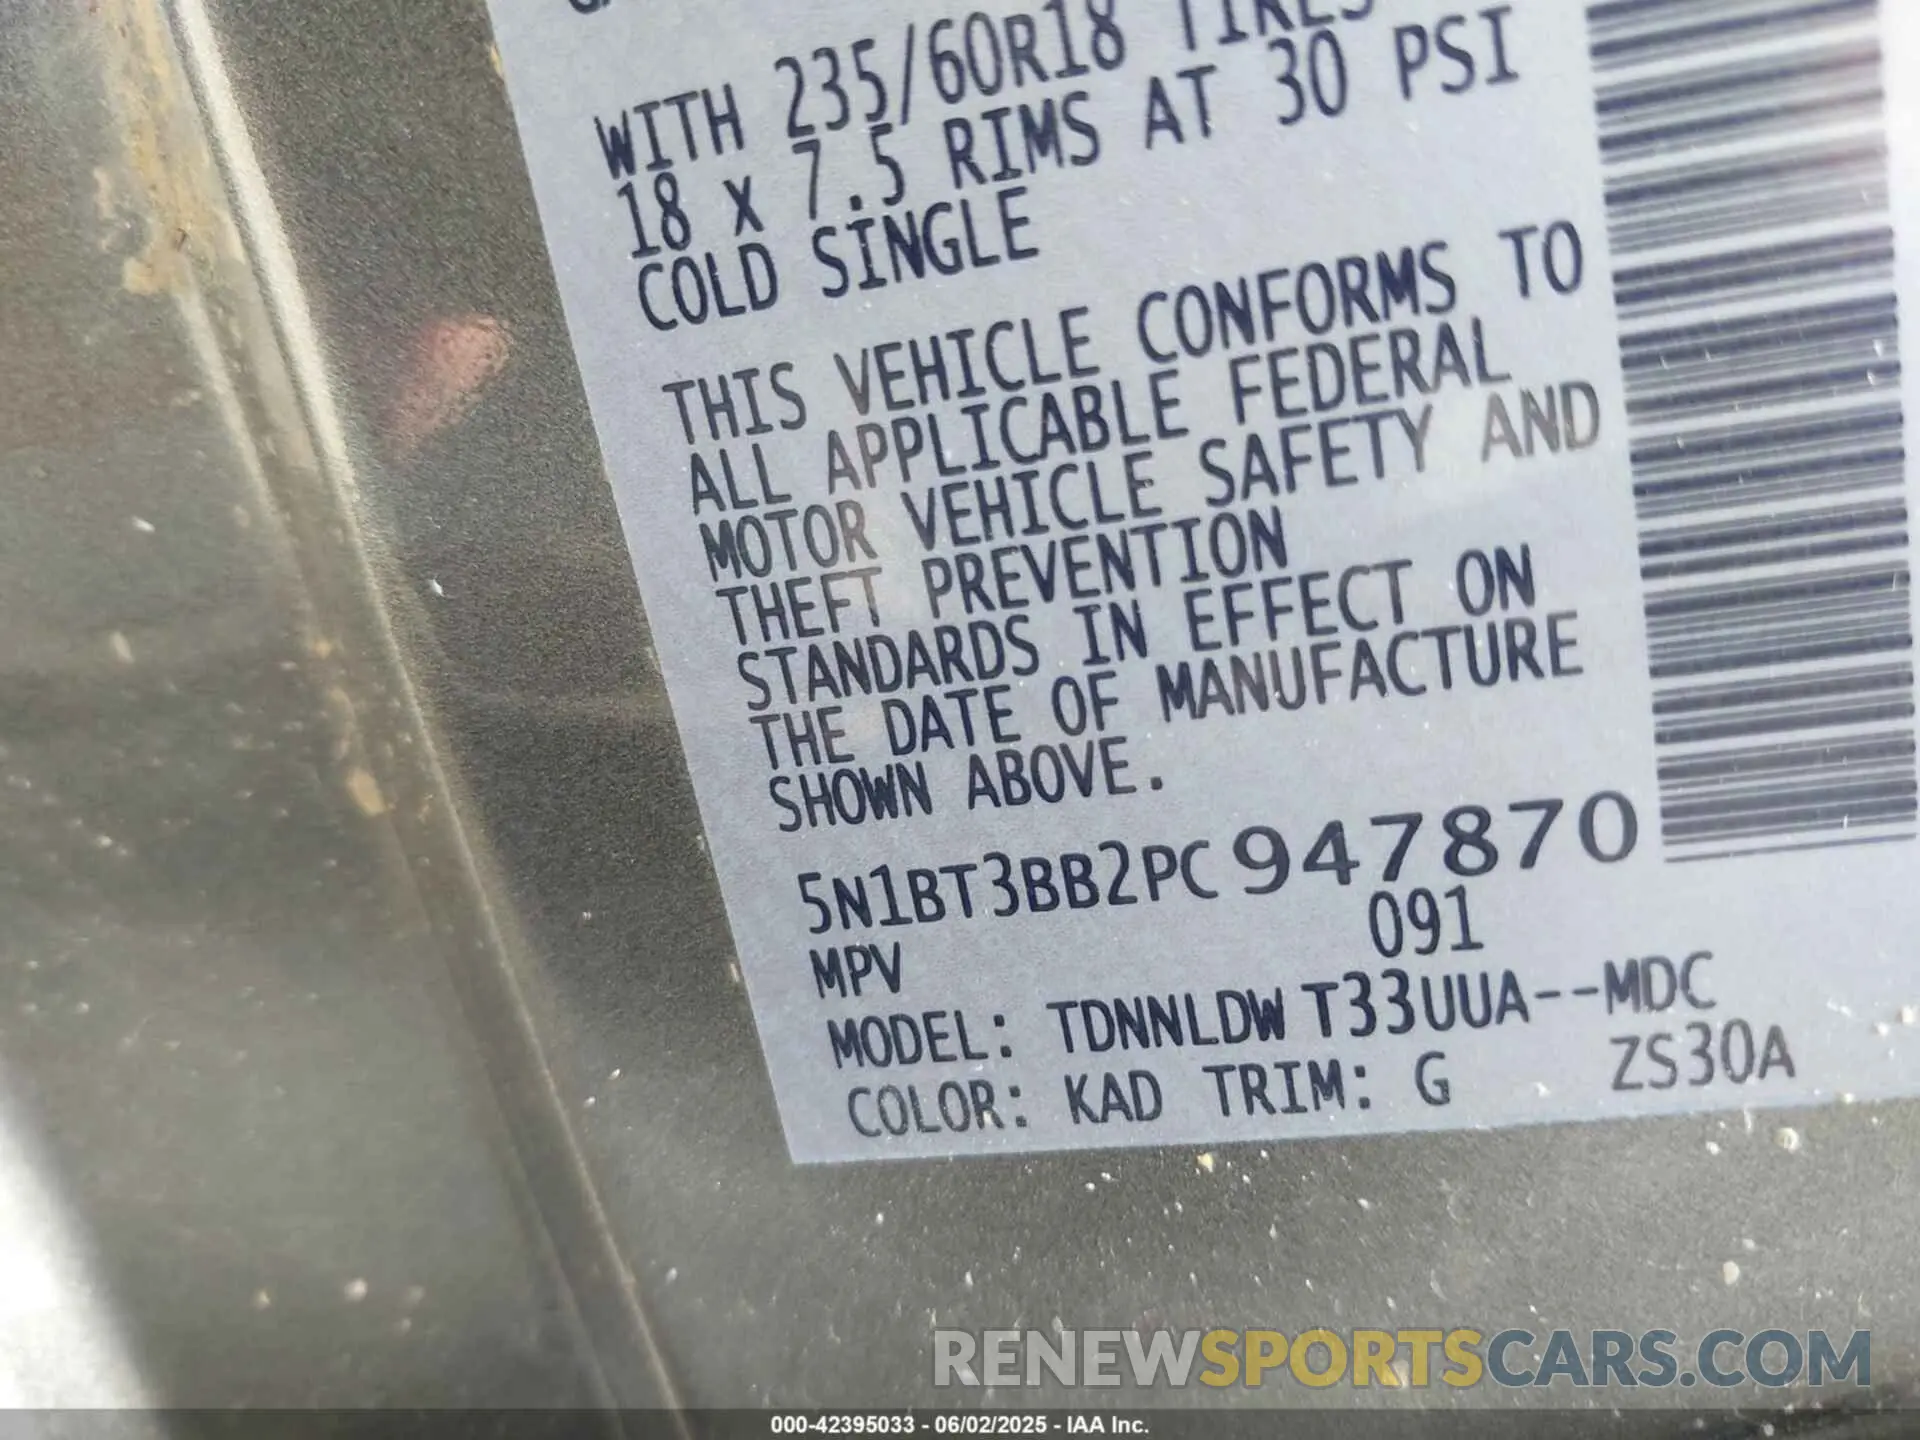 WITH 235/60R18 TIRES
18 x 7.5 RIMS AT 30 PSI
COLD SINGLE
THIS VEHICLE CONFORMS TO
ALL APPLICABLE FEDERAL
MOTOR VEHICLE SAFETY AND
THEFT PREVENTION
STANDARDS IN EFFECT ON
THE DATE OF MANUFACTURE
SHOWN ABOVE.
5N1BT3BB2PC947870
MPV 091
MODEL: TDNNLDW T33UUA--MDC
COLOR: KAD TRIM: G ZS30A
RENEWSPORTSCARS.COM
000-42395033 - 06/02/2025 - IAA Inc.